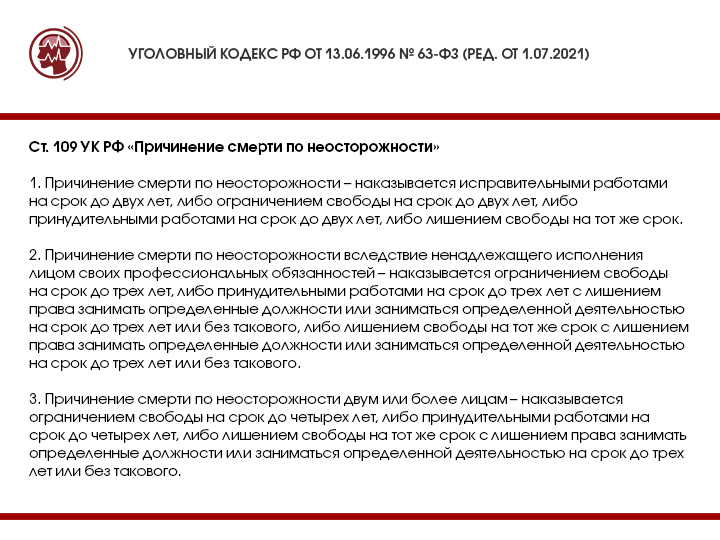 УГОЛОВНЫЙ КОДЕКС РФ ОТ 13.06.1996 № 63-ФЗ (РЕД. ОТ 1.07.2021)
Ст. 109 УК РФ «Причинение смерти по неосторожности»
1. Причинение смерти по неосторожности – наказывается исправительными работами
на срок до двух лет, либо ограничением свободы на срок до двух лет, либо
принудительными работами на срок до двух лет, либо лишением свободы на тот же срок.
2. Причинение смерти по неосторожности вследствие ненадлежащего исполнения
лицом своих профессиональных обязанностей – наказывается ограничением свободы
на срок до трех лет, либо принудительными работами на срок до трех лет с лишением
права занимать определенные должности или заниматься определенной деятельностью
на срок до трех лет или без такового, либо лишением свободы на тот же срок с лишением
права занимать определенные должности или заниматься определенной деятельностью
на срок до трех лет или без такового.
3. Причинение смерти по неосторожности двум или более лицам – наказывается
ограничением свободы на срок до четырех лет, либо принудительными работами на
срок до четырех лет, либо лишением свободы на тот же срок с лишением права занимать
определенные должности или заниматься определенной деятельностью на срок до трех
лет или без такового.